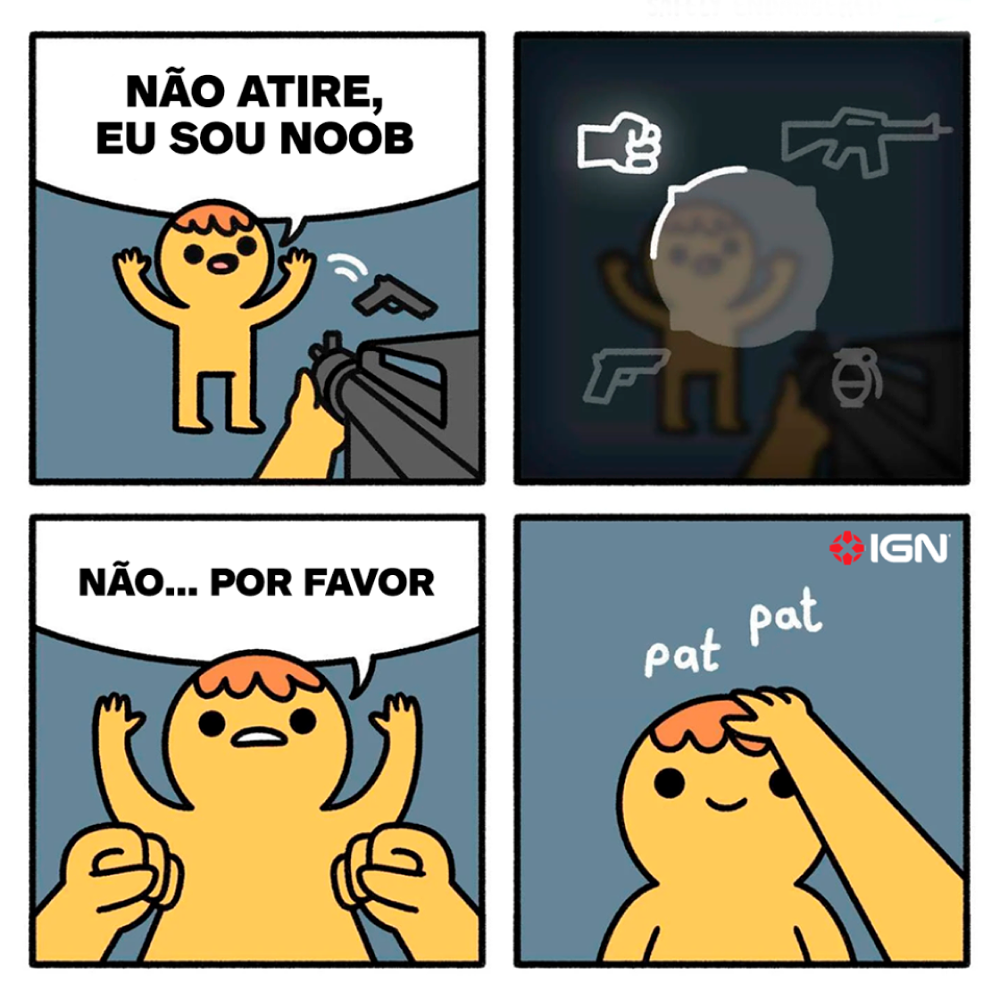 NÃO ATIRE,
EU SOU NOOB
NÃO... POR FAVOR
IGN
pat pat